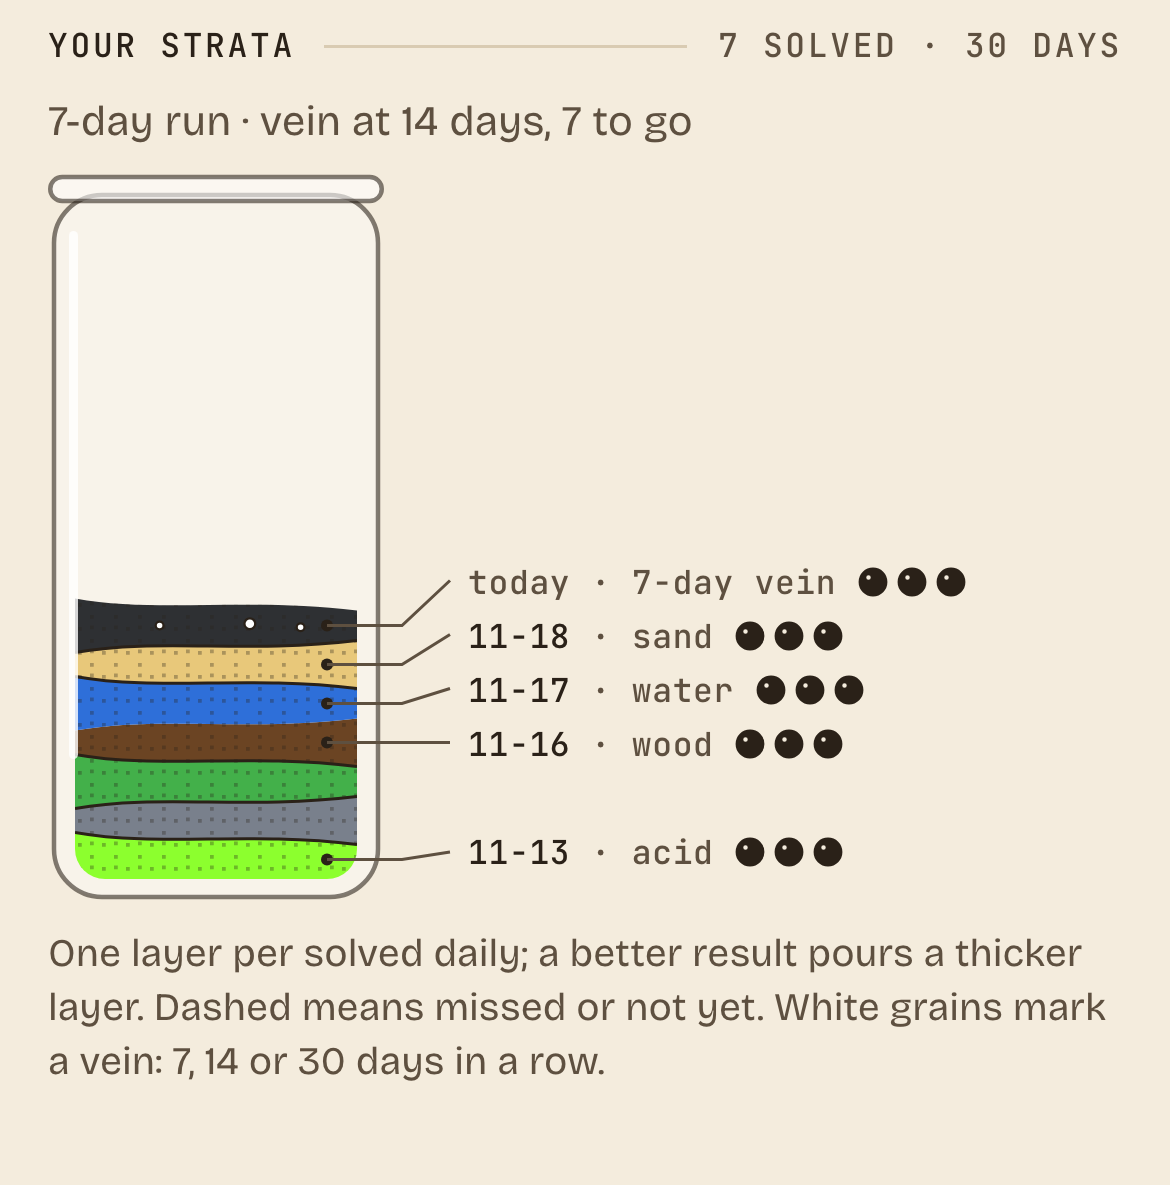 YOUR STRATA
7 SOLVED · 30 DAYS
7-day run · vein at 14 days, 7 to go
today · 7-day vein
11-18 · sand
11-17 · water
11-16 · wood
11-13 · acid
One layer per solved daily; a better result pours a thicker
layer. Dashed means missed or not yet. White grains mark
a vein: 7, 14 or 30 days in a row.